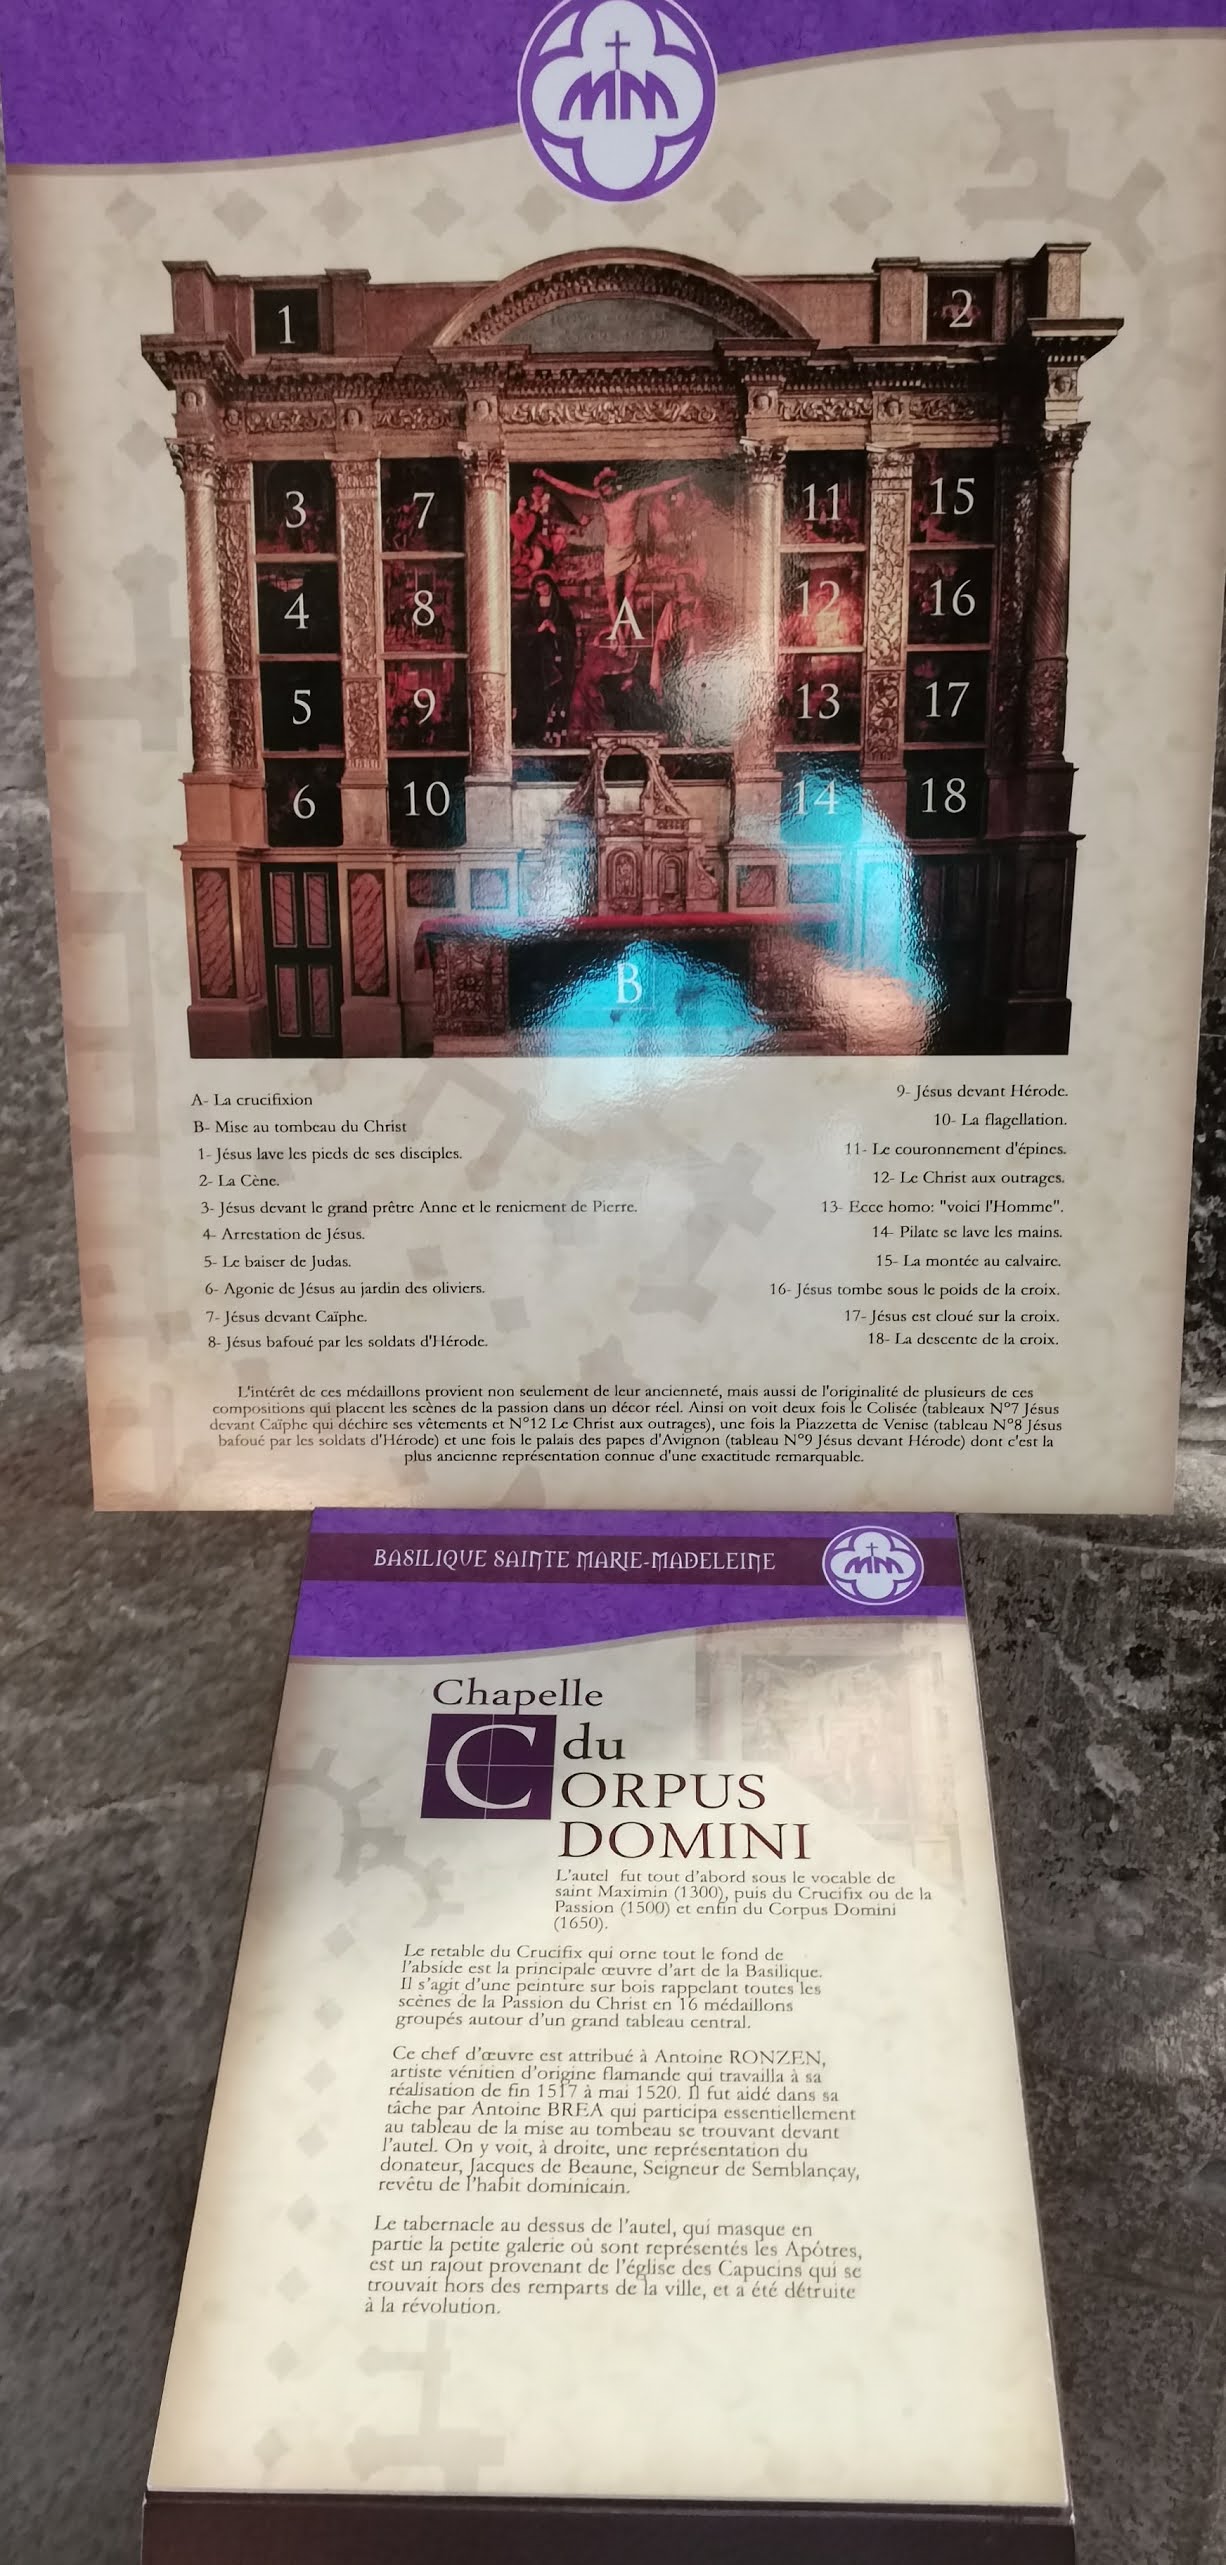 MM
1
2
3
7
11
15
4
8
A
12
16
5
9
13
17
6
10
14
18
B
A- La crucifixion
B- Mise au tombeau du Christ
1- Jésus lave les pieds de ses disciples.
2- La Cène.
3- Jésus devant le grand prêtre Anne et le reniement de Pierre.
4- Arrestation de Jésus.
5- Le baiser de Judas.
6- Agonie de Jésus au jardin des oliviers.
7- Jésus devant Caïphe.
8- Jésus bafoué par les soldats d'Hérode.
9- Jésus devant Hérode.
10- La flagellation.
11- Le couronnement d'épines.
12- Le Christ aux outrages.
13- Ecce homo: "voici l'Homme".
14- Pilate se lave les mains.
15- La montée au calvaire.
16- Jésus tombe sous le poids de la croix.
17- Jésus est cloué sur la croix.
18- La descente de la croix.
L'intérêt de ces médaillons provient non seulement de leur ancienneté, mais aussi de l'originalité de plusieurs de ces
compositions qui placent les scènes de la passion dans un décor réel. Ainsi on voit deux fois le Colisée (tableaux N°7 Jésus
devant Caïphe qui déchire ses vêtements et N°12 Le Christ aux outrages), une fois la Piazzetta de Venise (tableau N°8 Jésus
bafoué par les soldats d'Hérode) et une fois le palais des papes d'Avignon (tableau N°9 Jésus devant Hérode) dont c'est la
plus ancienne représentation connue d'une exactitude remarquable.
BASILIQUE SAINTE MARIE-MADELEINE
MM
Chapelle
du
CORPUS
DOMINI
L'autel fut tout d'abord sous le vocable de
saint Maximin (1300), puis du Crucifix ou de la
Passion (1500) et enfin du Corpus Domini
(1650).
Le retable du Crucifix qui orne tout le fond de
l'abside est la principale œuvre d'art de la Basilique.
Il s'agit d'une peinture sur bois rappelant toutes les
scènes de la Passion du Christ en 16 médaillons
groupés autour d'un grand tableau central.
Ce chef d'œuvre est attribué à Antoine RONZEN,
artiste vénitien d'origine flamande qui travailla à sa
réalisation de fin 1517 à mai 1520. Il fut aidé dans sa
tâche par Antoine BREA qui participa essentiellement
au tableau de la mise au tombeau se trouvant devant
l'autel. On y voit, à droite, une représentation du
donateur, Jacques de Beaune, Seigneur de Semblançay,
revêtu de l'habit dominicain.
Le tabernacle au dessus de l'autel, qui masque en
partie la petite galerie où sont représentés les Apôtres,
est un rajout provenant de l'église des Capucins qui se
trouvait hors des remparts de la ville, et a été détruite
à la révolution.